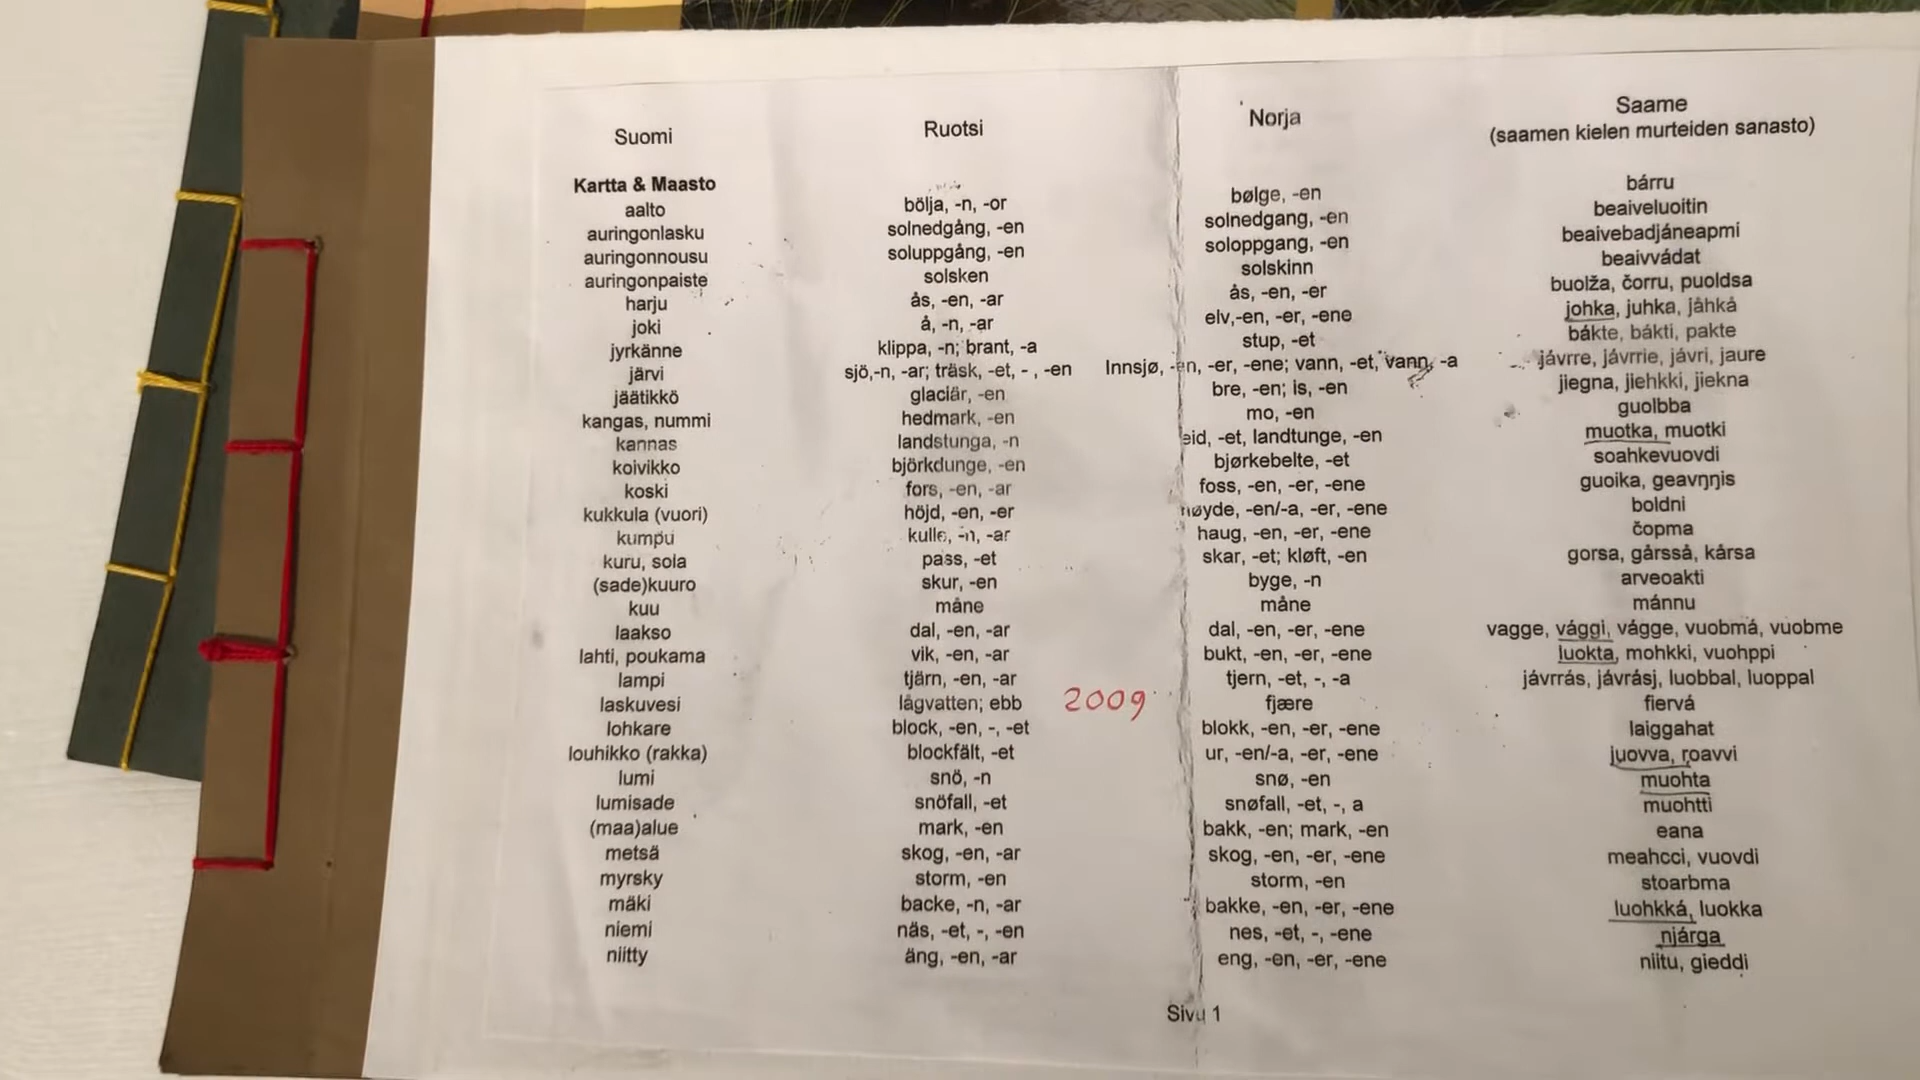 Suomi Ruotsi Norja Saame
(saamen kielen murteiden sanasto)
Kartta & Maasto
aalto bölja, -n, -or bølge, -en bárru
auringonlasku solnedgång, -en solnedgang, -en beaiveluoitin
auringonnousu soluppgång, -en soloppgang, -en beaivebadjáneapmi
auringonpaiste solsken solskinn beaivvádat
harju ås, -en, -ar ås, -en, -er buolža, čorru, puoldsa
joki å, -n, -ar elv,-en, -er, -ene johka, juhka, jåhkå
jyrkänne klippa, -n; brant, -a stup, -et bákte, bákti, pakte
järvi sjö,-n, -ar; träsk, -et, - , -en Innsjø, -en, -er, -ene; vann, -et, vann, -a jávrre, jávrrie, jávri, jaure
jäätikkö glaciär, -en bre, -en; is, -en jiegna, jiehkki, jiekna
kangas, nummi hedmark, -en mo, -en guolbba
kannas landstunga, -n eid, -et, landtunge, -en muotka, muotki
koivikko björkdunge, -en bjørkebelte, -et soahkevuovdi
koski fors, -en, -ar foss, -en, -er, -ene guoika, geavŋŋis
kukkula (vuori) höjd, -en, -er høyde, -en/-a, -er, -ene boldni
kumpu kulle, -n, -ar haug, -en, -er, -ene čopma
kuru, sola pass, -et skar, -et; kløft, -en gorsa, gårsså, kårsa
(sade)kuuro skur, -en byge, -n arveoakti
kuu måne måne mánnu
laakso dal, -en, -ar dal, -en, -er, -ene vagge, vággi, vágge, vuobmá, vuobme
lahti, poukama vik, -en, -ar bukt, -en, -er, -ene luokta, mohkki, vuohppi
lampi tjärn, -en, -ar tjern, -et, -, -a jávrrás, jávrásj, luobbal, luoppal
laskuvesi lågvatten; ebb 2009 fjære fiervá
lohkare block, -en, -, -et blokk, -en, -er, -ene laiggahat
louhikko (rakka) blockfält, -et ur, -en/-a, -er, -ene juovva, roavvi
lumi snö, -n snø, -en muohta
lumisade snöfall, -et snøfall, -et, -, a muohtti
(maa)alue mark, -en bakk, -en; mark, -en eana
metsä skog, -en, -ar skog, -en, -er, -ene meahcci, vuovdi
myrsky storm, -en storm, -en stoarbma
mäki backe, -n, -ar bakke, -en, -er, -ene luohkká, luokka
niemi näs, -et, -, -en nes, -et, -, -ene njárga
niitty äng, -en, -ar eng, -en, -er, -ene niitu, gieddi
Sivu 1